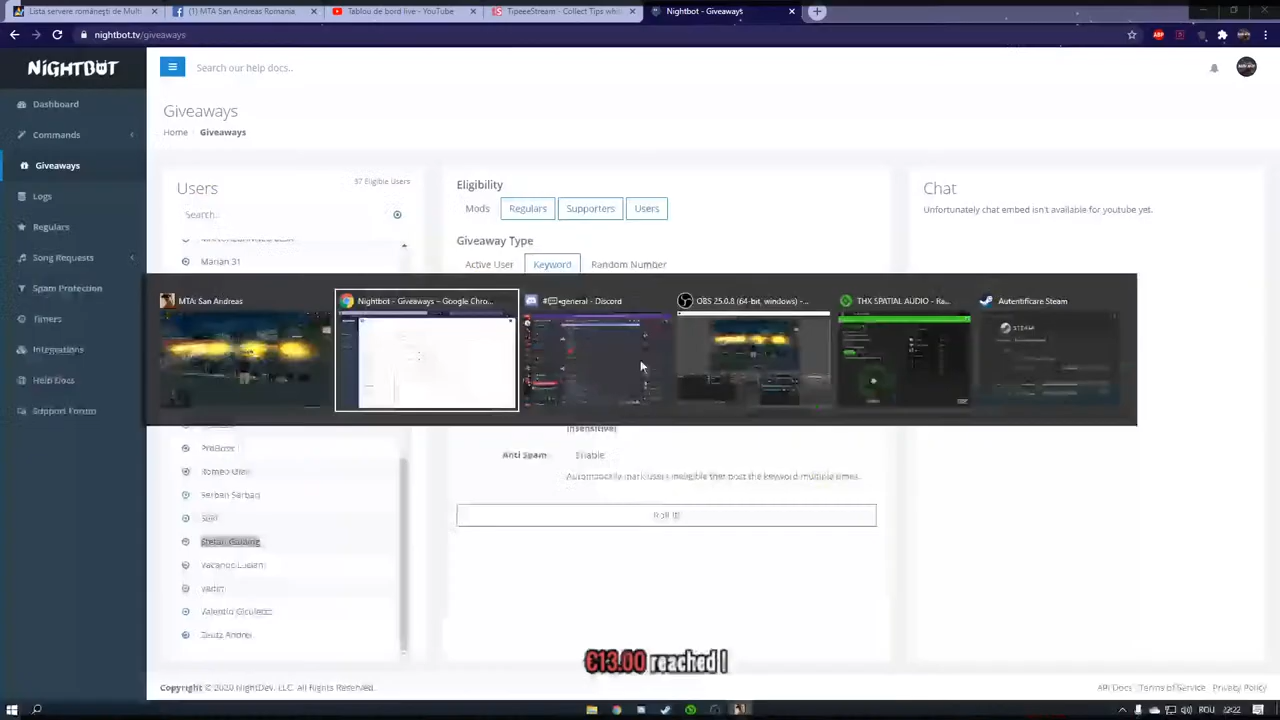 Lista servere românești de Multi
(1) MTA San Andreas Romania
Tablou de bord live - YouTube
TipeeeStream - Collect Tips whi
Nightbot - Giveaways
nightbot.tv/giveaways
NIGHTBOT
Search our help docs..
Dashboard
Commands
Giveaways
Logs
Regulars
Song Requests
Spam Protection
Timers
Integrations
Help Docs
Support Forum
Giveaways
Home
Giveaways
Users
97 Eligible Users
Search..
Marian 31
Eligibility
Mods
Regulars
Supporters
Users
Giveaway Type
Active User
Keyword
Random Number
Chat
Unfortunately chat embed isn't available for youtube yet.
MTA: San Andreas
Nightbot - Giveaways - Google Chro...
#💬•general - Discord
OBS 25.0.8 (64-bit, windows) -...
THX SPATIAL AUDIO - Ra...
Autentificare Steam
STEAM
Insensitive)
Anti Spam
Enable
Automatically mark users ineligible that post the keyword multiple times.
Roll It!
Serban Serban
Valentin Giculescu
€13.00 reached !
Copyright © 2020 NightDev, LLC. All Rights Reserved.
API Docs
Terms of Service
Privacy Policy
ROU
22:22